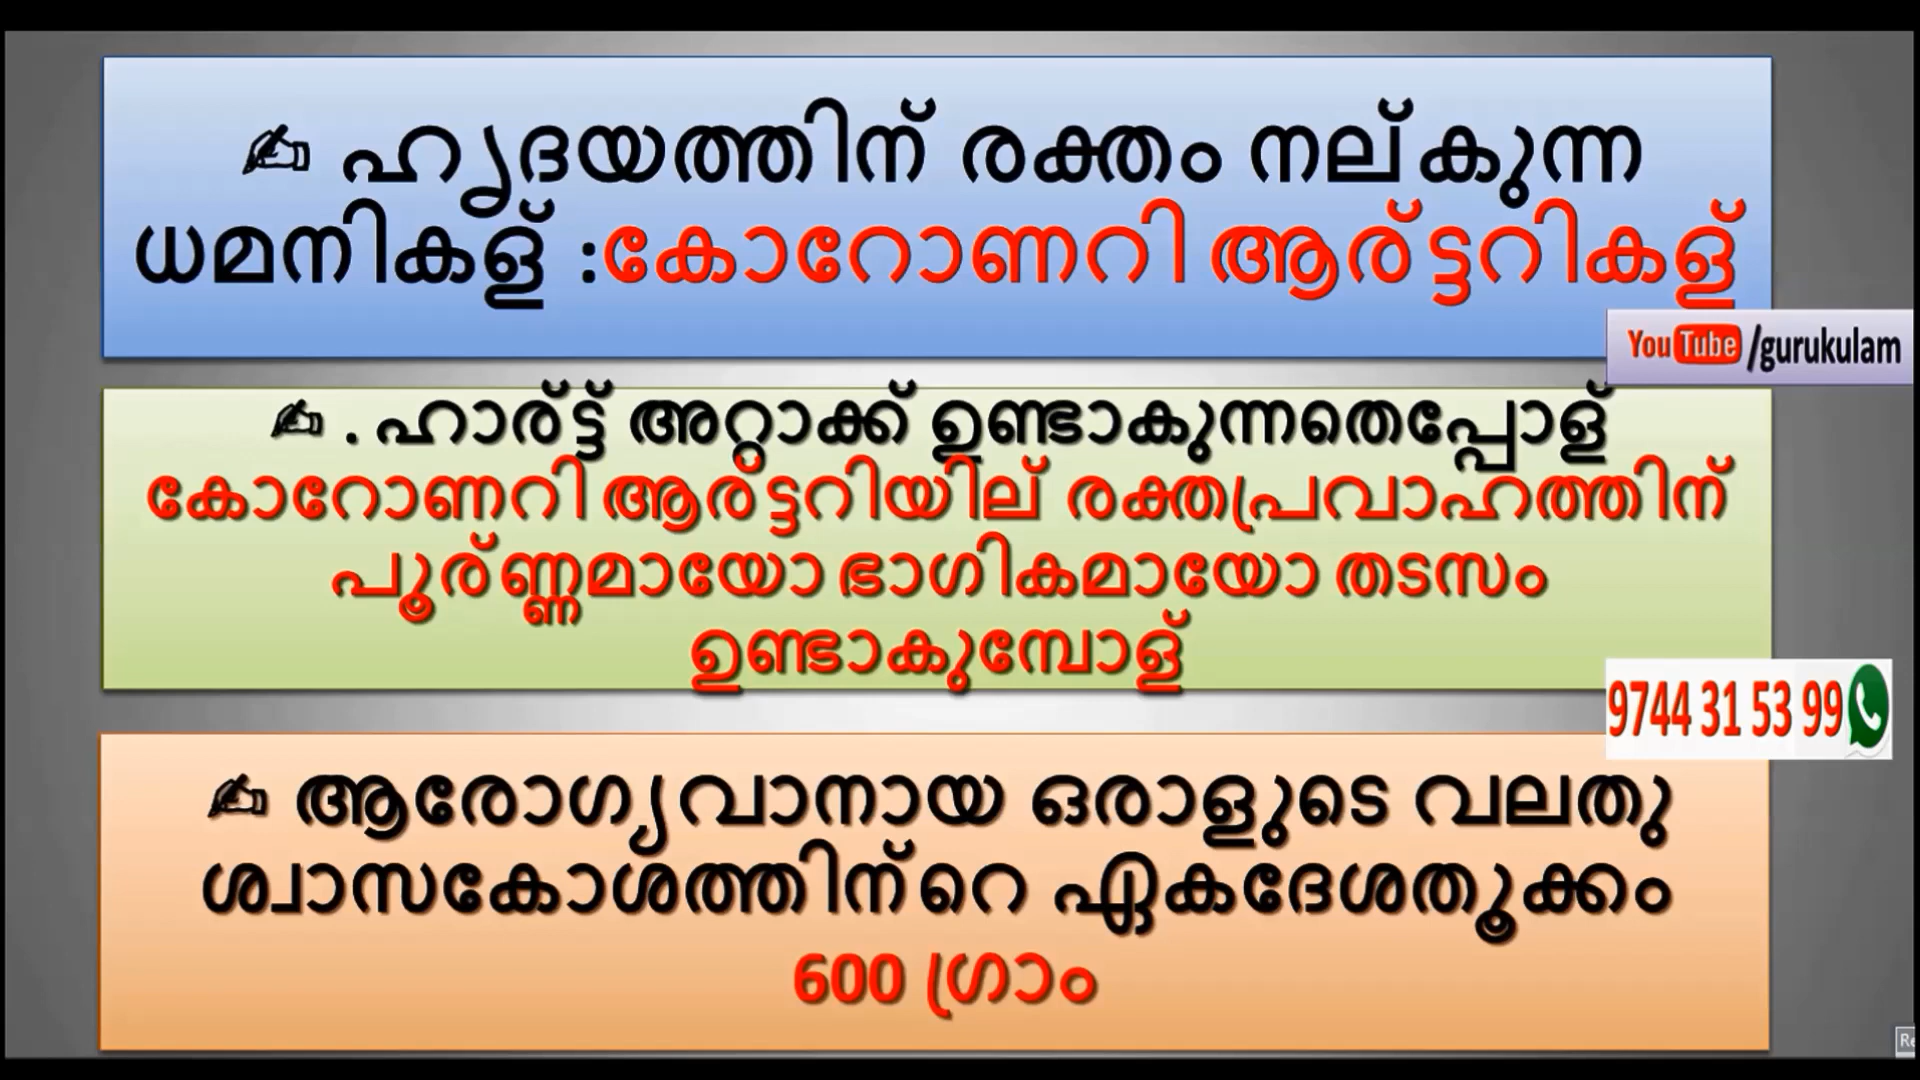 ✍ ഹൃദയത്തിന് രക്തം നല്കുന്ന
ധമനികള് :കോറോണറി ആര്ട്ടറികള്
YouTube /gurukulam
✍ . ഹാര്ട്ട് അറ്റാക്ക് ഉണ്ടാകുന്നതെപ്പോള്
കോറോണറി ആര്ട്ടറിയില് രക്തപ്രവാഹത്തിന്
പൂര്ണ്ണമായോ ഭാഗികമായോ തടസം
ഉണ്ടാകുമ്പോള്
9744 31 53 99
✍ ആരോഗ്യവാനായ ഒരാളുടെ വലതു
ശ്വാസകോശത്തിന്റെ ഏകദേശതൂക്കം
600 ഗ്രാം